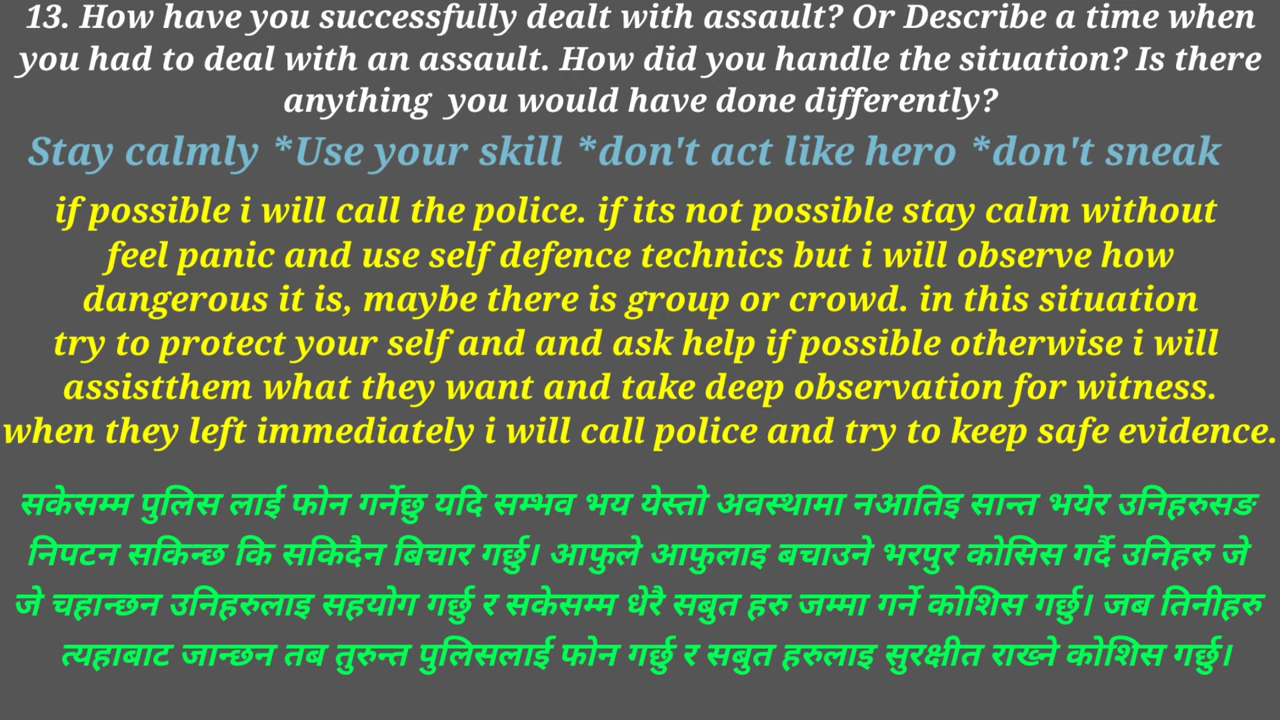 13. How have you successfully dealt with assault? Or Describe a time when
you had to deal with an assault. How did you handle the situation? Is there
anything you would have done differently?
Stay calmly *Use your skill *don't act like hero *don't sneak
if possible i will call the police. if its not possible stay calm without
feel panic and use self defence technics but i will observe how
dangerous it is, maybe there is group or crowd. in this situation
try to protect your self and and ask help if possible otherwise i will
assistthem what they want and take deep observation for witness.
when they left immediately i will call police and try to keep safe evidence.
सकेसम्म पुलिस लाई फोन गर्नेछु यदि सम्भव भय येस्तो अवस्थामा नआतिइ सान्त भयेर उनिहरुसङ
निपटन सकिन्छ कि सकिदैन बिचार गर्छु। आफुले आफुलाइ बचाउने भरपुर कोसिस गर्दै उनिहरु जे
जे चहान्छन उनिहरुलाइ सहयोग गर्छु र सकेसम्म धेरै सबुत हरु जम्मा गर्ने कोशिस गर्छु। जब तिनीहरु
त्यहाबाट जान्छन तब तुरुन्त पुलिसलाई फोन गर्छु र सबुत हरुलाइ सुरक्षीत राख्ने कोशिस गर्छु।